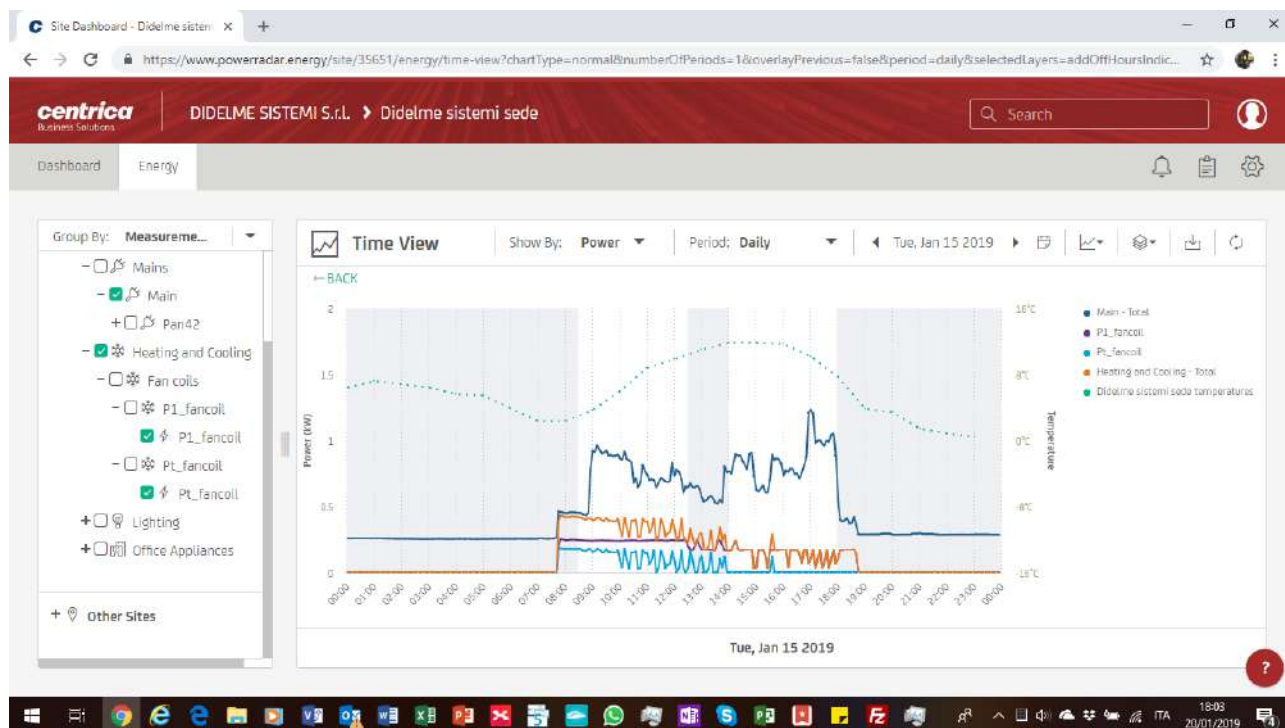 Site Dashboard - Didelme sistem
https://www.powerradar.energy/site/35651/energy/time-view?chartType=normal&numberOfPeriods=1&overlayPrevious=false&period=daily&selectedLayers=addOffHoursIndic...
centrica
Business Solutions
DIDELME SISTEMI S.r.l. > Didelme sistemi sede
Search
Dashboard Energy
Group By: Measureme...
Mains
Main
Pan42
Heating and Cooling
Fan coils
P1_fancoil
P1_fancoil
Pt_fancoil
Pt_fancoil
Lighting
Office Appliances
Other Sites
Time View Show By: Power Period: Daily Tue, Jan 15 2019
←BACK
2
1.5
1
0.5
0
Power (kW)
16°C
8°C
0°C
-8°C
-16°C
Temperature
00:00 01:00 02:00 03:00 04:00 05:00 06:00 07:00 08:00 09:00 10:00 11:00 12:00 13:00 14:00 15:00 16:00 17:00 18:00 19:00 20:00 21:00 22:00 23:00 00:00
Main - Total
P1_fancoil
Pt_fancoil
Heating and Cooling - Total
Didelme sistemi sede temperatures
Tue, Jan 15 2019
?
ITA
18:03
20/01/2019